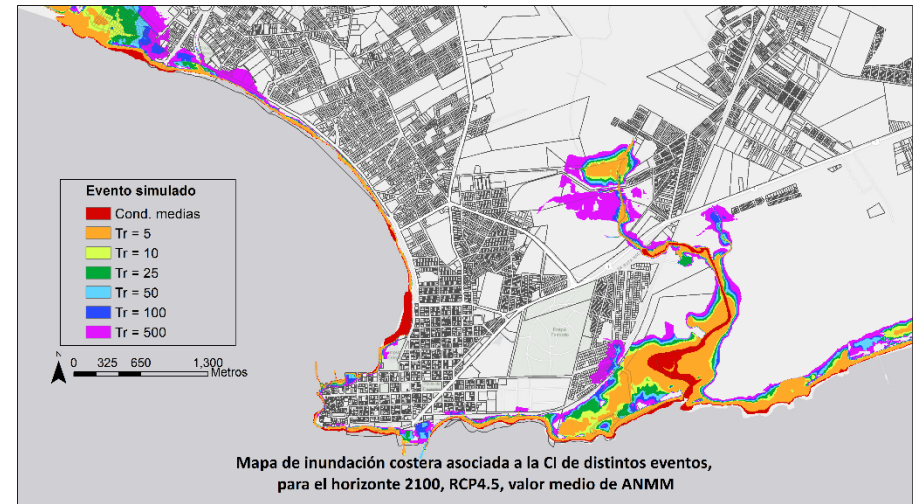 Evento simulado
Cond. medias
Tr = 5
Tr = 10
Tr = 25
Tr = 50
Tr = 100
Tr = 500
N
0 325 650 1,300
Metros
Mapa de inundación costera asociada a la CI de distintos eventos,
para el horizonte 2100, RCP4.5, valor medio de ANMM